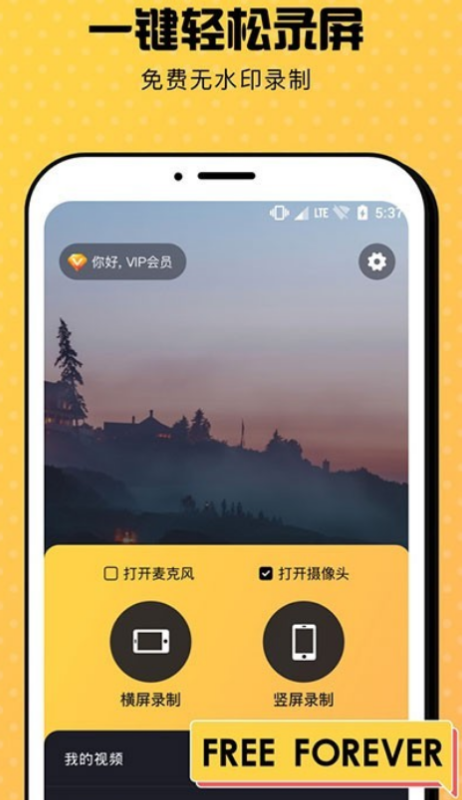 一键轻松录屏
免费无水印录制
LTE 5:37
你好, VIP会员
打开麦克风 打开摄像头
横屏录制 竖屏录制
我的视频
FREE FOREVER